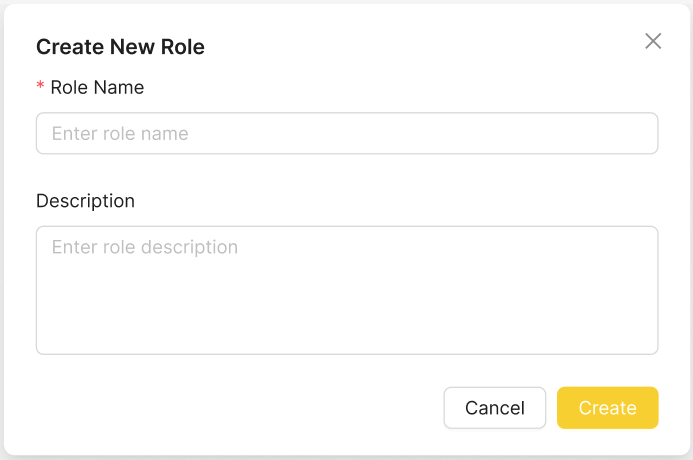 Create New Role
* Role Name
Enter role name
Description
Enter role description
Cancel
Create